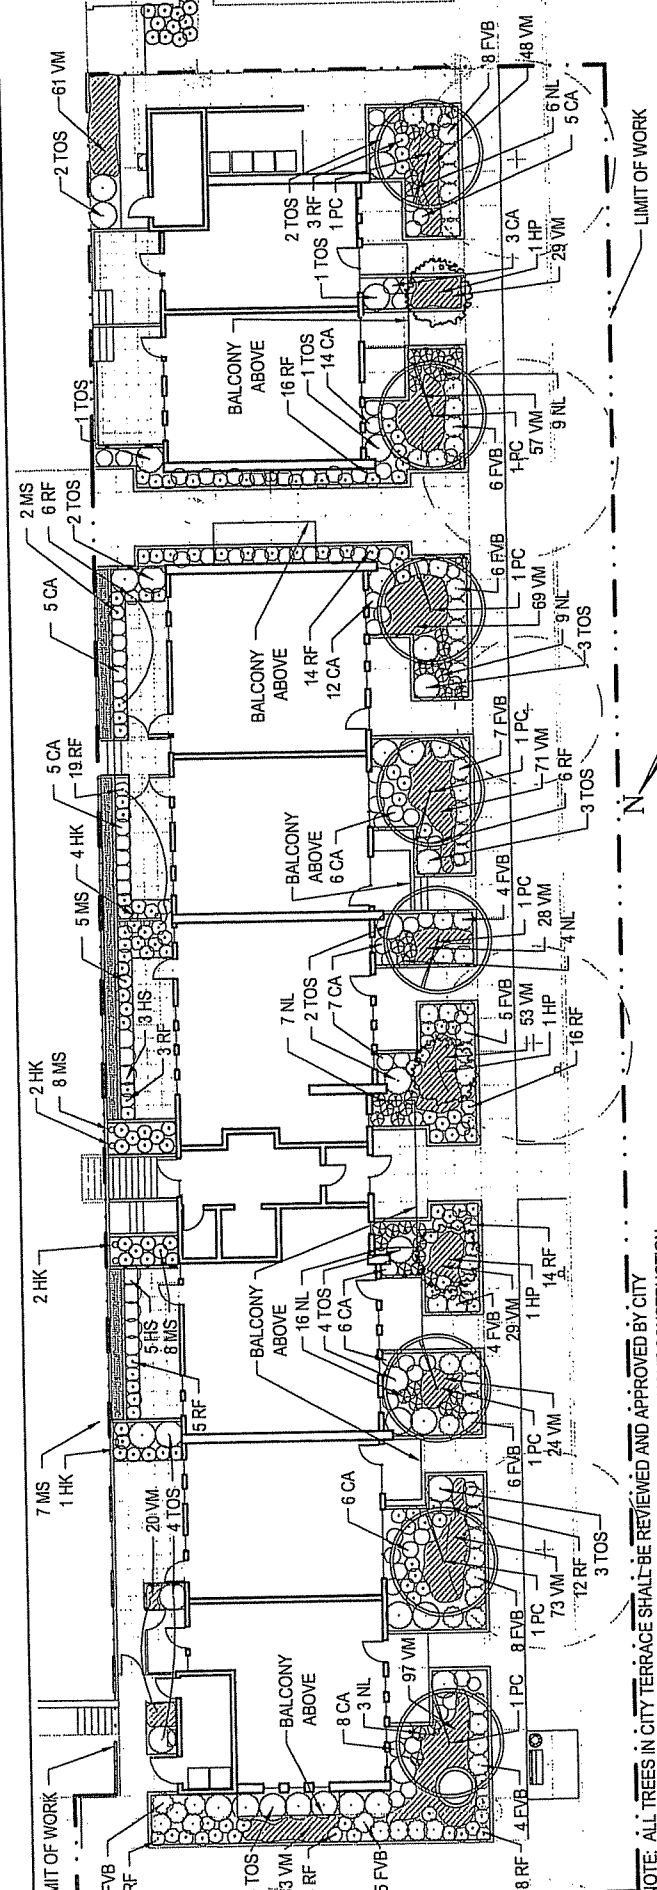 61 VM
2 TOS
8 FVB
48 VM
6 NL
5 CA
2 TOS
3 RF
1 PC
1 TOS
3 CA
1 HP
29 VM
LIMIT OF WORK
BALCONY
ABOVE
16 RF
1 TOS
14 CA
1 TOS
6 FVB
1 PC
57 VM
9 NL
2 MS
6 RF
2 TOS
5 CA
BALCONY
ABOVE
14 RF
12 CA
6 FVB
1 PC
69 VM
9 NL
3 TOS
5 CA
19 RF
4 HK
5 MS
BALCONY
ABOVE
6 CA
7 FVB
1 PC
71 VM
6 RF
3 TOS
N
4 FVB
1 PC
28 VM
4 NL
3 HS
3 RF
7 NL
2 TOS
7 CA
5 FVB
53 VM
1 HP
16 RF
2 HK
8 MS
2 HK
5 HS
8 MS
5 RF
BALCONY
ABOVE
16 NL
4 TOS
6 CA
4 FVB
29 VM
1 HP
14 RF
7 MS
1 HK
6 FVB
1 PC
24 VM
20 VM
4 TOS
6 CA
8 FVB
1 PC
73 VM
12 RF
3 TOS
BALCONY
ABOVE
8 CA
3 NL
97 VM
1 PC
4 FVB
8 RF
MIT OF WORK
FVB
RF
TOS
3 VM
RF
5 FVB
NOTE: ALL TREES IN CITY TERRACE SHALL BE REVIEWED AND APPROVED BY CITY